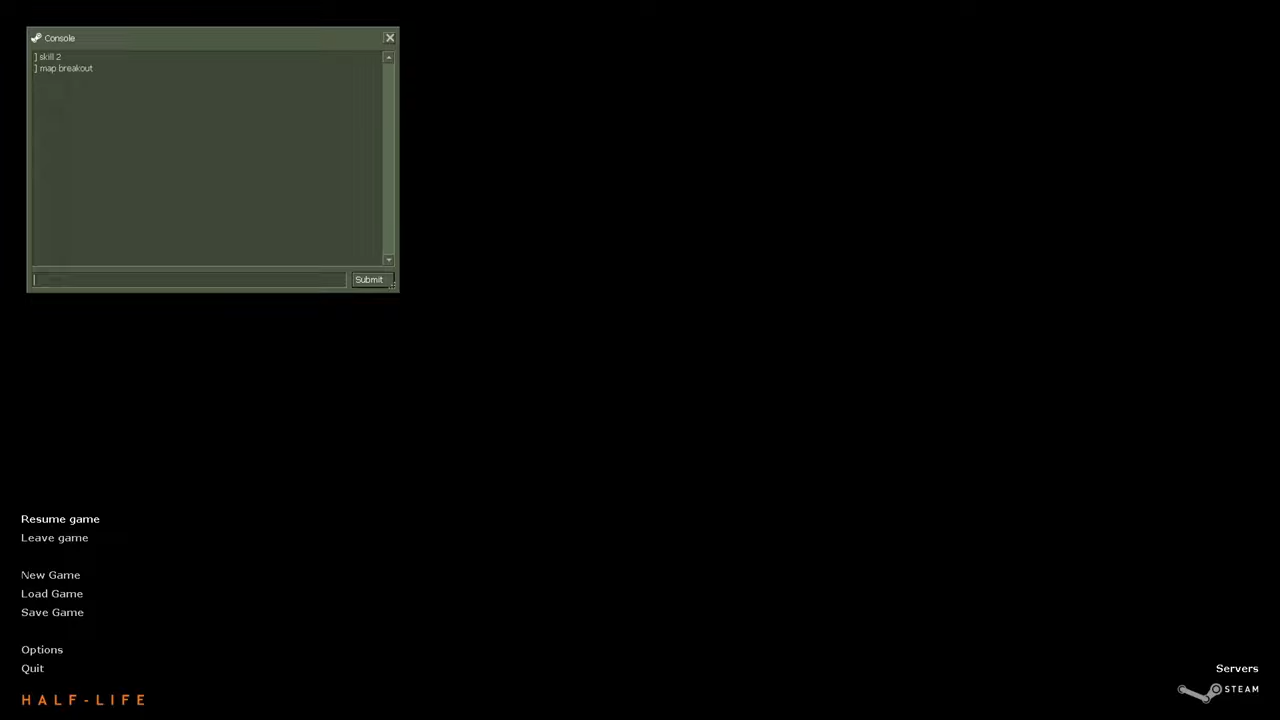 Console
] skill 2
] map breakout
Submit
Resume game
Leave game
New Game
Load Game
Save Game
Options
Quit
HALF-LIFE
Servers
STEAM